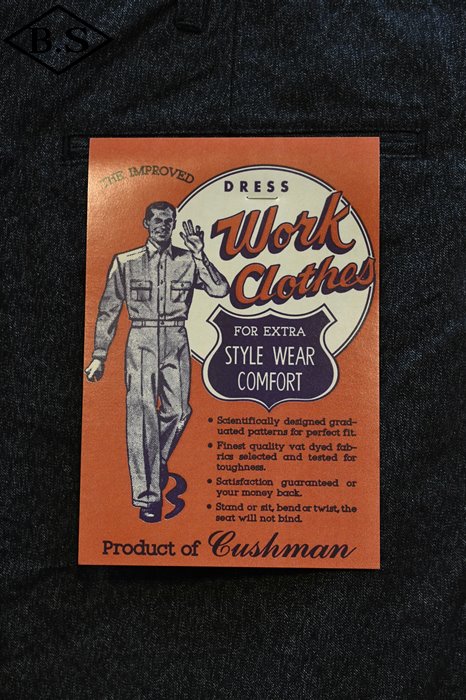 B.S
THE IMPROVED
DRESS
Work
Clothes
FOR EXTRA
STYLE WEAR
COMFORT
• Scientifically designed grad-
uated patterns for perfect fit.
• Finest quality vat dyed fab-
rics selected and tested for
toughness.
• Satisfaction guaranteed or
your money back.
• Stand or sit, bend or twist, the
seat will not bind.
Product of Cushman